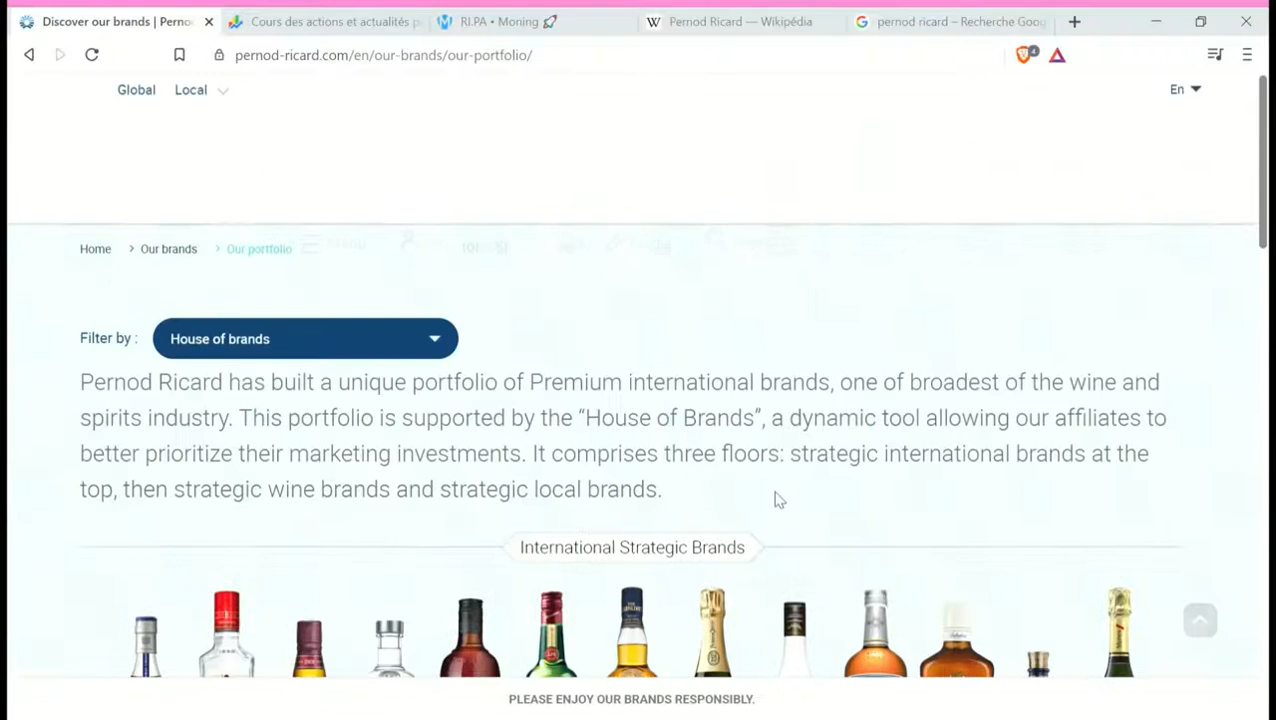 Discover our brands | Perno
Cours des actions et actualités p
RI.PA • Moning 🚀
Pernod Ricard — Wikipédia
pernod ricard – Recherche Goog
pernod-ricard.com/en/our-brands/our-portfolio/
4
Global Local
En
Home > Our brands > Our portfolio
Filter by : House of brands
Pernod Ricard has built a unique portfolio of Premium international brands, one of broadest of the wine and
spirits industry. This portfolio is supported by the “House of Brands”, a dynamic tool allowing our affiliates to
better prioritize their marketing investments. It comprises three floors: strategic international brands at the
top, then strategic wine brands and strategic local brands.
International Strategic Brands
PLEASE ENJOY OUR BRANDS RESPONSIBLY.